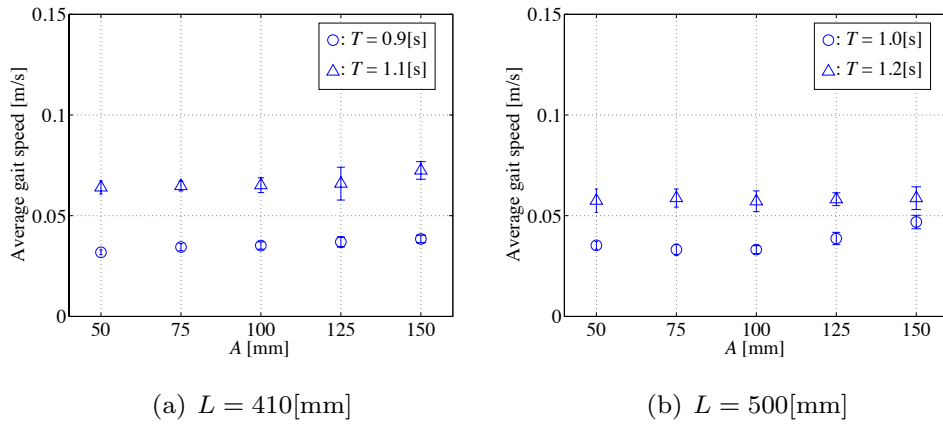 0.15
0.1
0.05
0
Average gait speed [m/s]
: T = 0.9[s]
: T = 1.1[s]
50 75 100 125 150
A [mm]
(a) L = 410[mm]
0.15
0.1
0.05
0
Average gait speed [m/s]
: T = 1.0[s]
: T = 1.2[s]
50 75 100 125 150
A [mm]
(b) L = 500[mm]